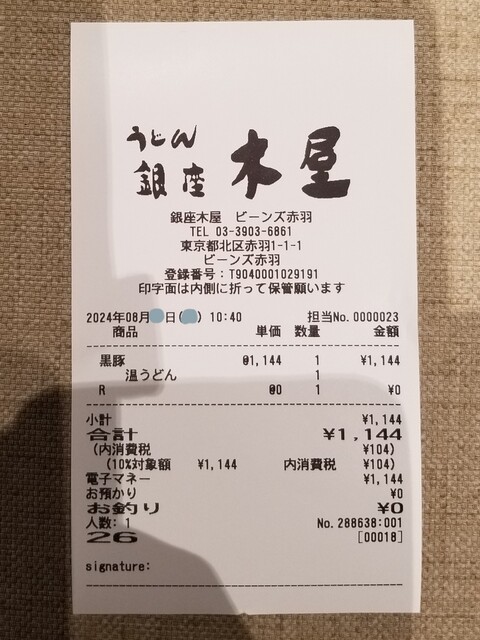 うどん
銀座 木屋
銀座木屋 ビーンズ赤羽
TEL 03-3903-6861
東京都北区赤羽1-1-1
ビーンズ赤羽
登録番号：T9040001029191
印字面は内側に折って保管願います
2024年08月 日( ) 10:40 担当No. 0000023
商品 単価 数量 金額
黒豚 @1,144 1 ¥1,144
温うどん 1
R @0 1 ¥0
小計 ¥1,144
合計 ¥1,144
(内消費税 ¥104)
(10%対象額 ¥1,144 内消費税 ¥104)
電子マネー ¥1,144
お預かり ¥0
お釣り ¥0
人数: 1 No. 288638:001
26 [00018]
signature: